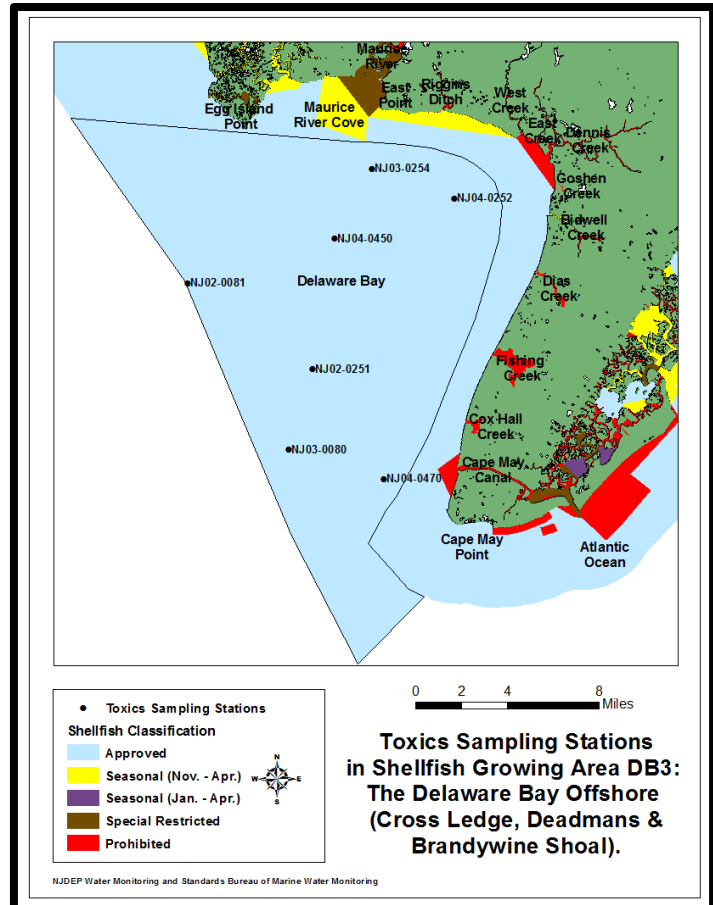 Maurice
River
East
Point
Riggins
Ditch
West
Creek
Egg Island
Point
Maurice
River Cove
East
Creek
Dennis
Creek
NJ03-0254
Goshen
Creek
NJ04-0252
Bidwell
Creek
NJ04-0450
NJ02-0081
Delaware Bay
Dias
Creek
NJ02-0251
Fishing
Creek
Cox Hall
Creek
NJ03-0080
Cape May
Canal
NJ04-0470
Cape May
Point
Atlantic
Ocean
0 2 4 8
Miles
Toxics Sampling Stations
Shellfish Classification
Approved
Seasonal (Nov. - Apr.)
Seasonal (Jan. - Apr.)
Special Restricted
Prohibited
N
W E
S
Toxics Sampling Stations
in Shellfish Growing Area DB3:
The Delaware Bay Offshore
(Cross Ledge, Deadmans &
Brandywine Shoal).
NJDEP Water Monitoring and Standards Bureau of Marine Water Monitoring